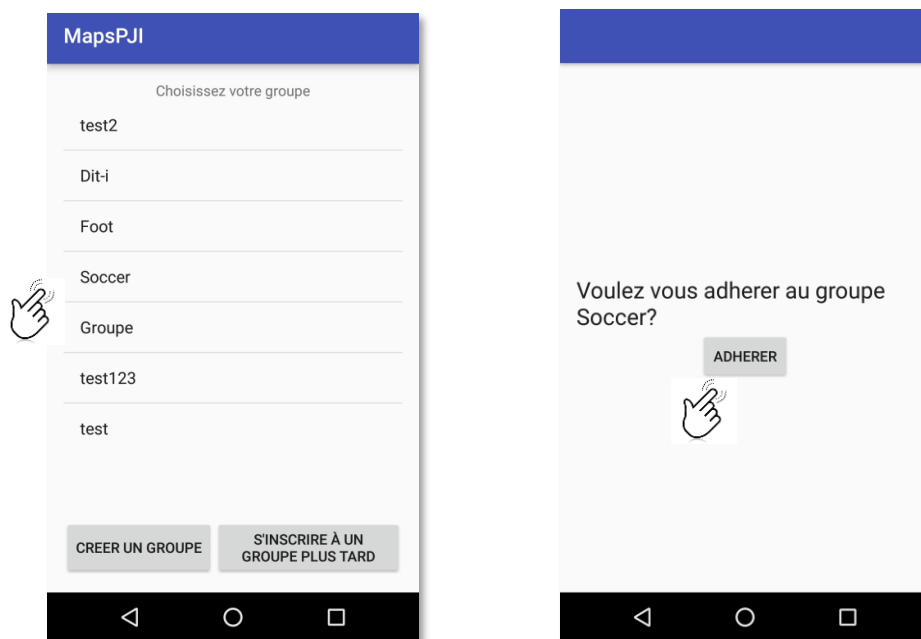 MapsPJI
Choisissez votre groupe
test2
Dit-i
Foot
Soccer
Groupe
test123
test
CREER UN GROUPE
S'INSCRIRE À UN
GROUPE PLUS TARD
Voulez vous adherer au groupe
Soccer?
ADHERER